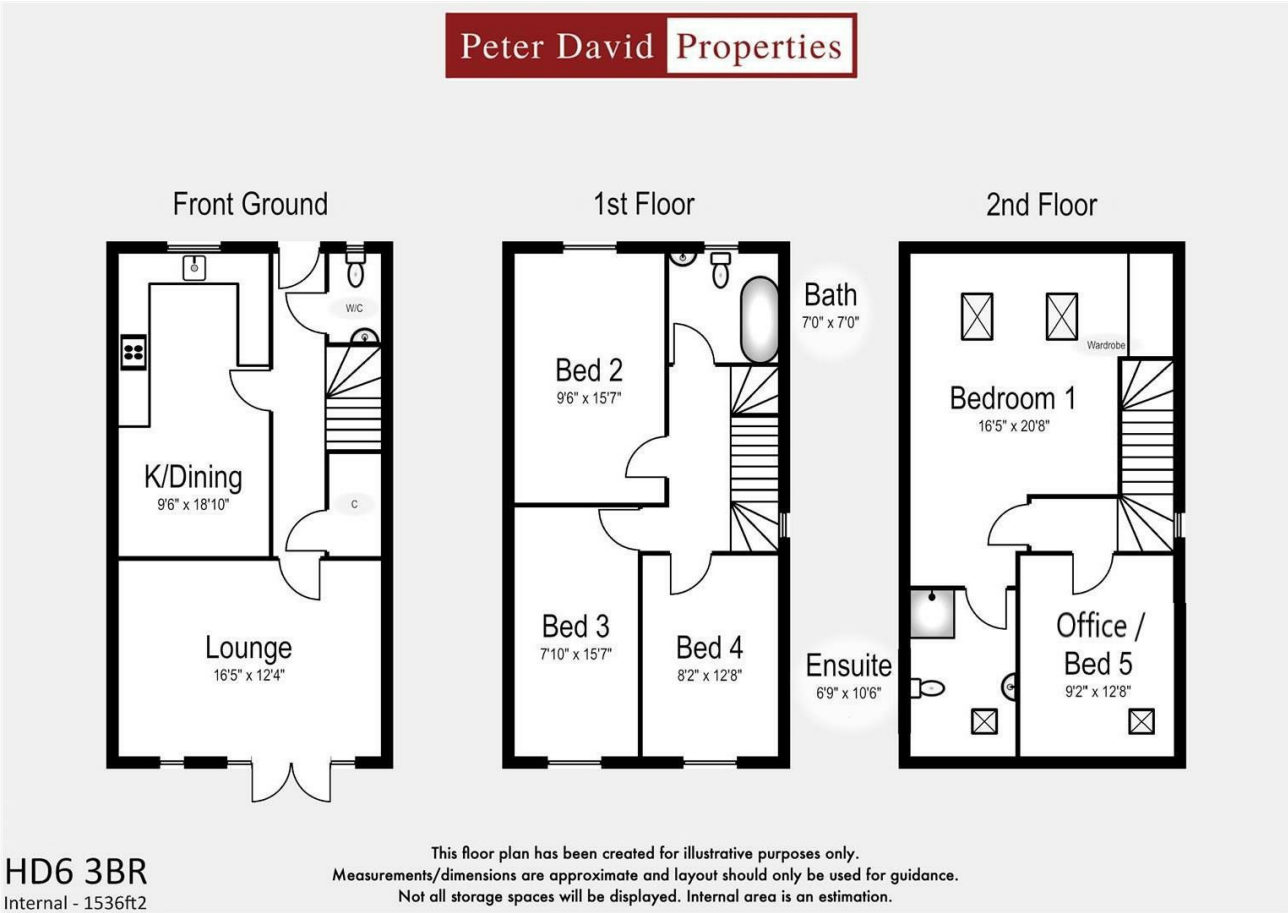 Peter David Properties
Front Ground
W/C
K/Dining
9'6" x 18'10"
C
Lounge
16'5" x 12'4"
1st Floor
Bath
7'0" x 7'0"
Bed 2
9'6" x 15'7"
Bed 3
7'10" x 15'7"
Bed 4
8'2" x 12'8"
2nd Floor
Wardrobe
Bedroom 1
16'5" x 20'8"
Ensuite
6'9" x 10'6"
Office /
Bed 5
9'2" x 12'8"
HD6 3BR
Internal - 1536ft2
This floor plan has been created for illustrative purposes only.
Measurements/dimensions are approximate and layout should only be used for guidance.
Not all storage spaces will be displayed. Internal area is an estimation.